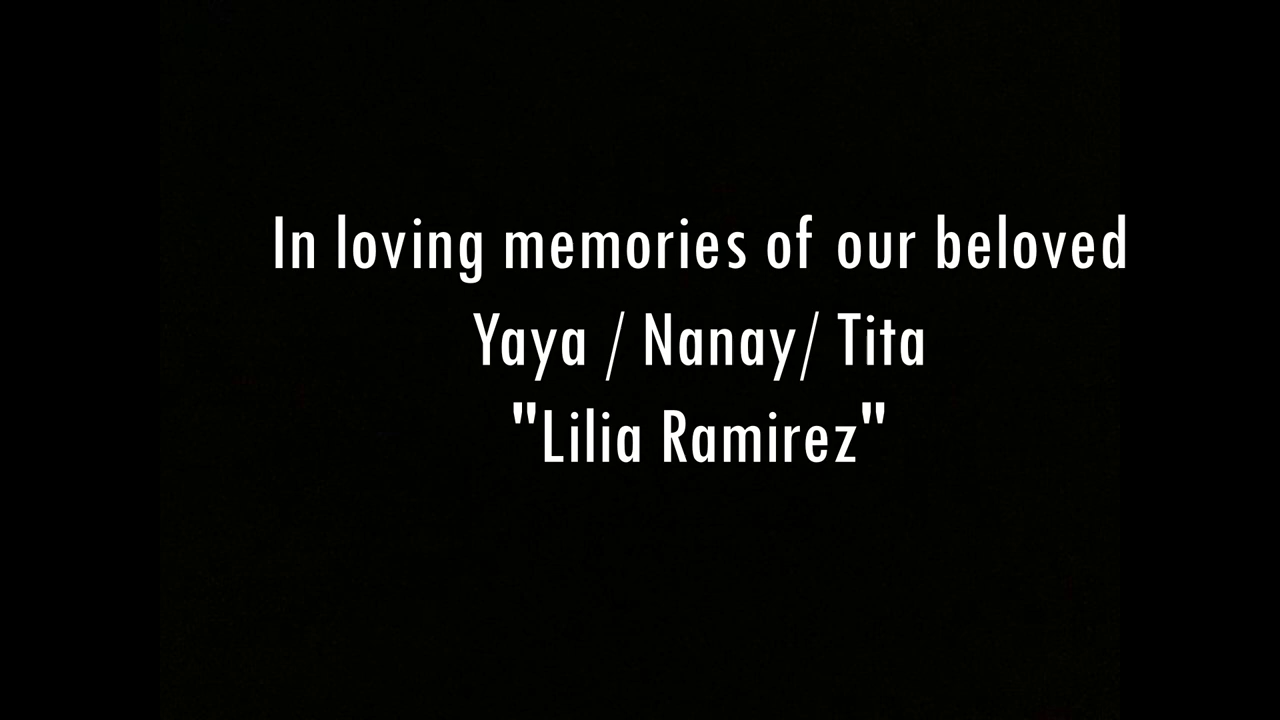 In loving memories of our beloved
Yaya / Nanay/ Tita
"Lilia Ramirez"